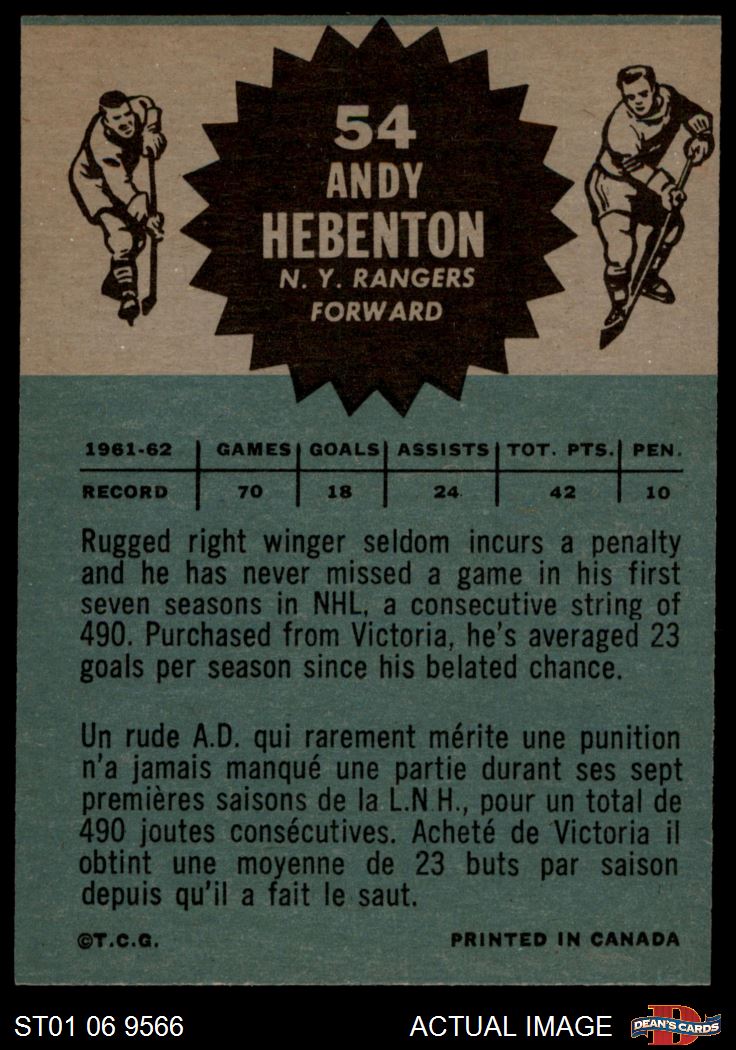 54
ANDY
HEBENTON
N. Y. RANGERS
FORWARD
1961-62 GAMES GOALS ASSISTS TOT. PTS. PEN.
RECORD 70 18 24 42 10
Rugged right winger seldom incurs a penalty
and he has never missed a game in his first
seven seasons in NHL, a consecutive string of
490. Purchased from Victoria, he's averaged 23
goals per season since his belated chance.
Un rude A.D. qui rarement mérite une punition
n'a jamais manqué une partie durant ses sept
premières saisons de la L.N H., pour un total de
490 joutes consécutives. Acheté de Victoria il
obtint une moyenne de 23 buts par saison
depuis qu'il a fait le saut.
©T.C.G. PRINTED IN CANADA
ST01 06 9566 ACTUAL IMAGE D DEAN'S CARDS